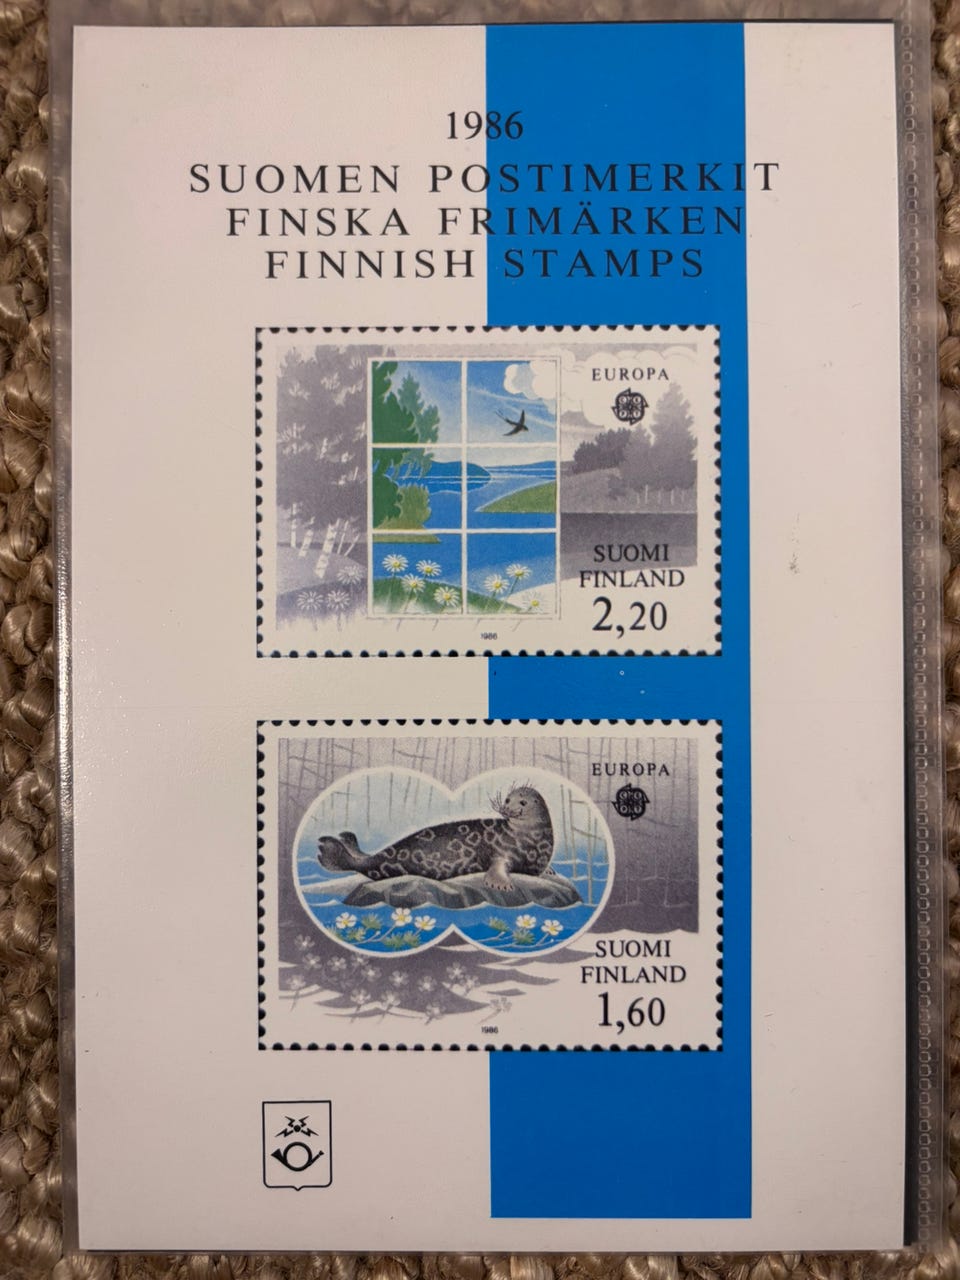 1986
SUOMEN POSTIMERKIT
FINSKA FRIMÄRKEN
FINNISH STAMPS
EUROPA
SUOMI
FINLAND
2,20
1986
EUROPA
SUOMI
FINLAND
1,60
1986